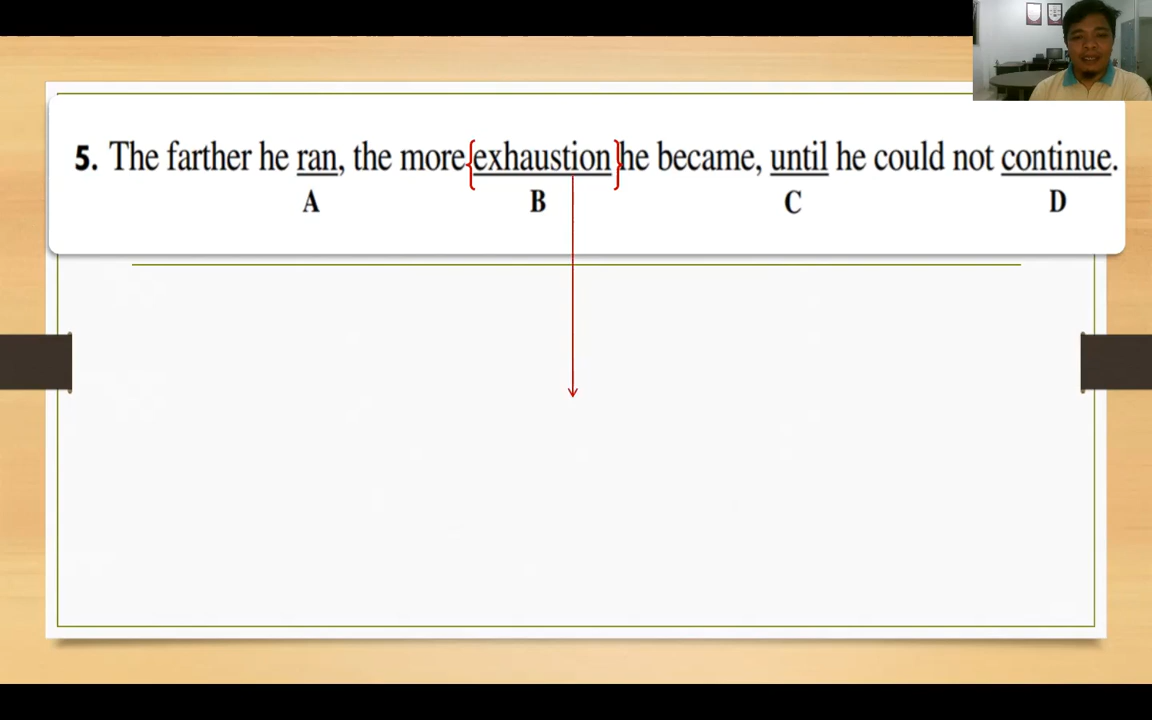 5. The farther he ran, the more exhaustion he became, until he could not continue.
A B C D